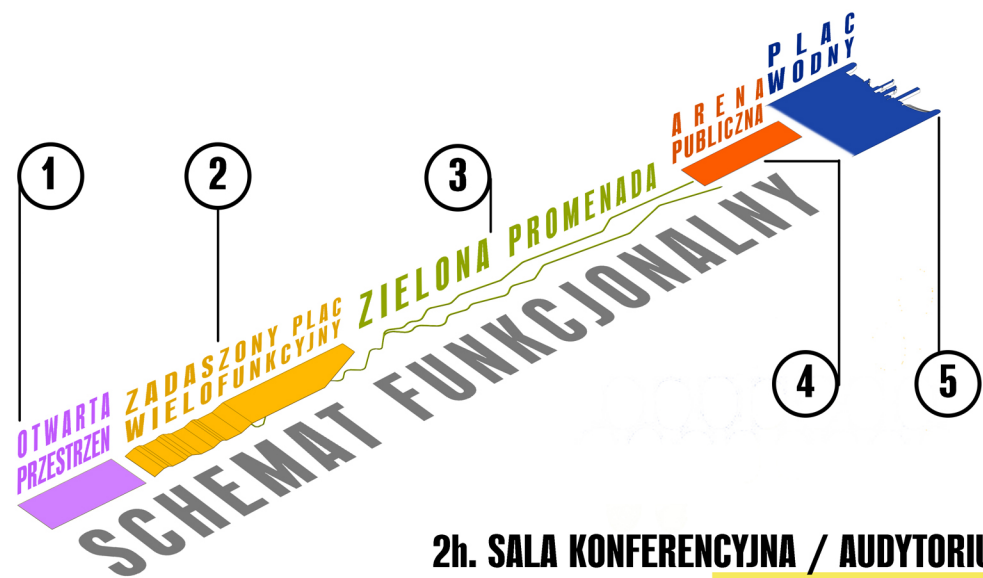 PLAC
WODNY
ARENA
PUBLICZNA
1
2
3
ZIELONA PROMENADA
ZADASZONY PLAC
WIELOFUNKCYJNY
4
5
OTWARTA
PRZESTRZEŃ
SCHEMAT FUNKCJONALNY
2h. SALA KONFERENCYJNA / AUDYTORIU